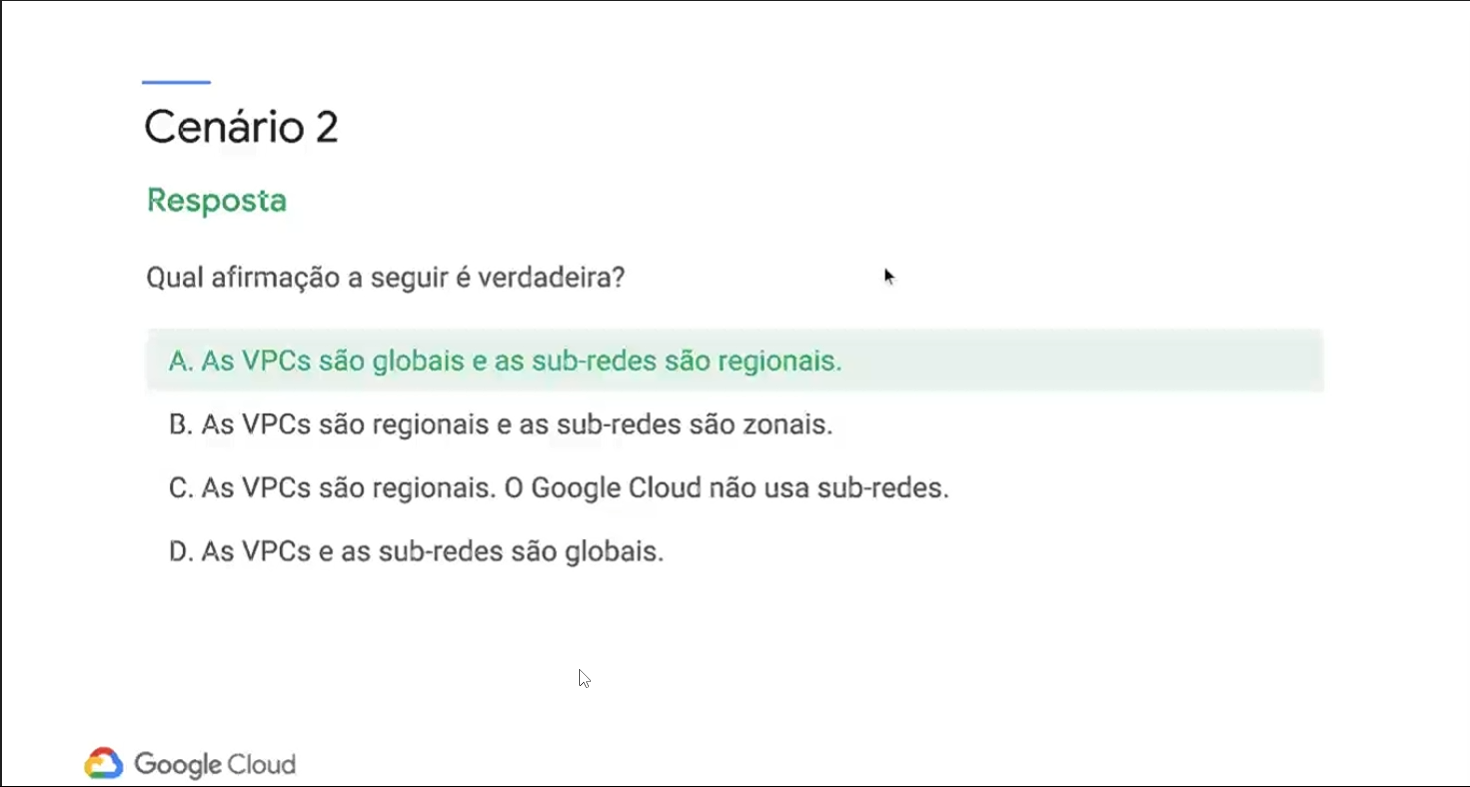 Cenário 2
Resposta
Qual afirmação a seguir é verdadeira?
A. As VPCs são globais e as sub-redes são regionais.
B. As VPCs são regionais e as sub-redes são zonais.
C. As VPCs são regionais. O Google Cloud não usa sub-redes.
D. As VPCs e as sub-redes são globais.
Google Cloud